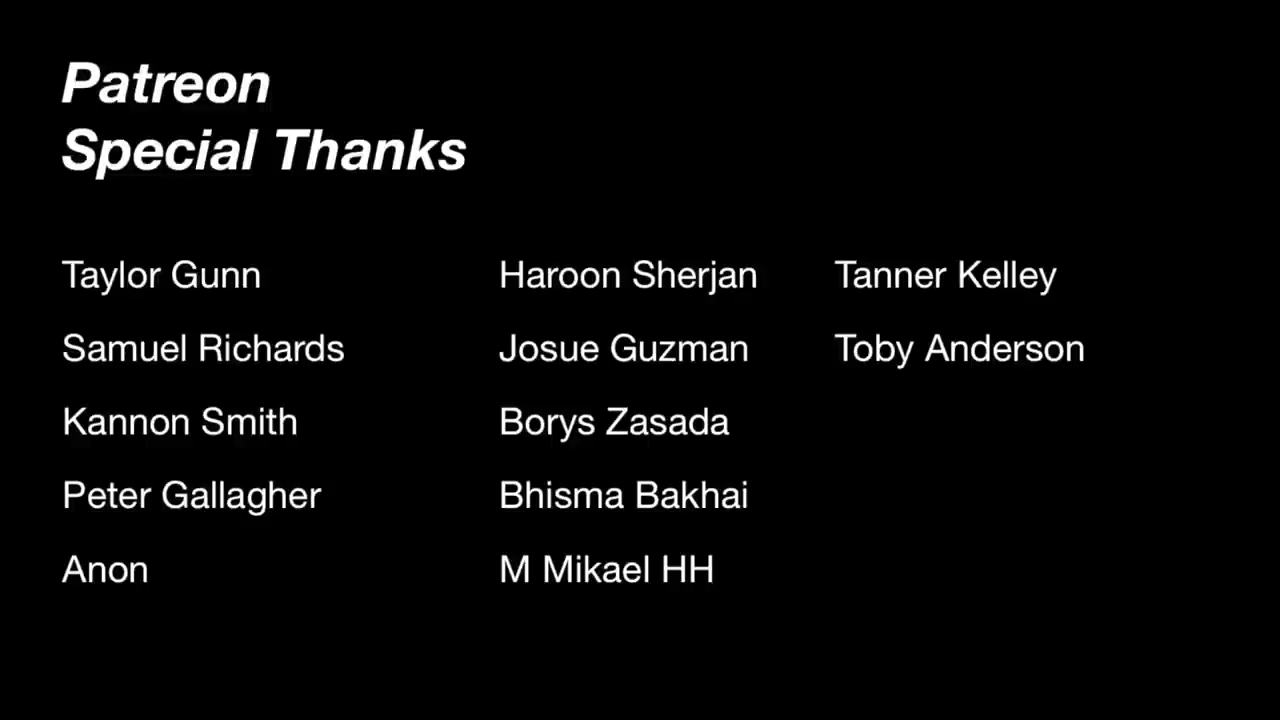 Patreon
Special Thanks
Taylor Gunn
Samuel Richards
Kannon Smith
Peter Gallagher
Anon
Haroon Sherjan
Josue Guzman
Borys Zasada
Bhisma Bakhai
M Mikael HH
Tanner Kelley
Toby Anderson